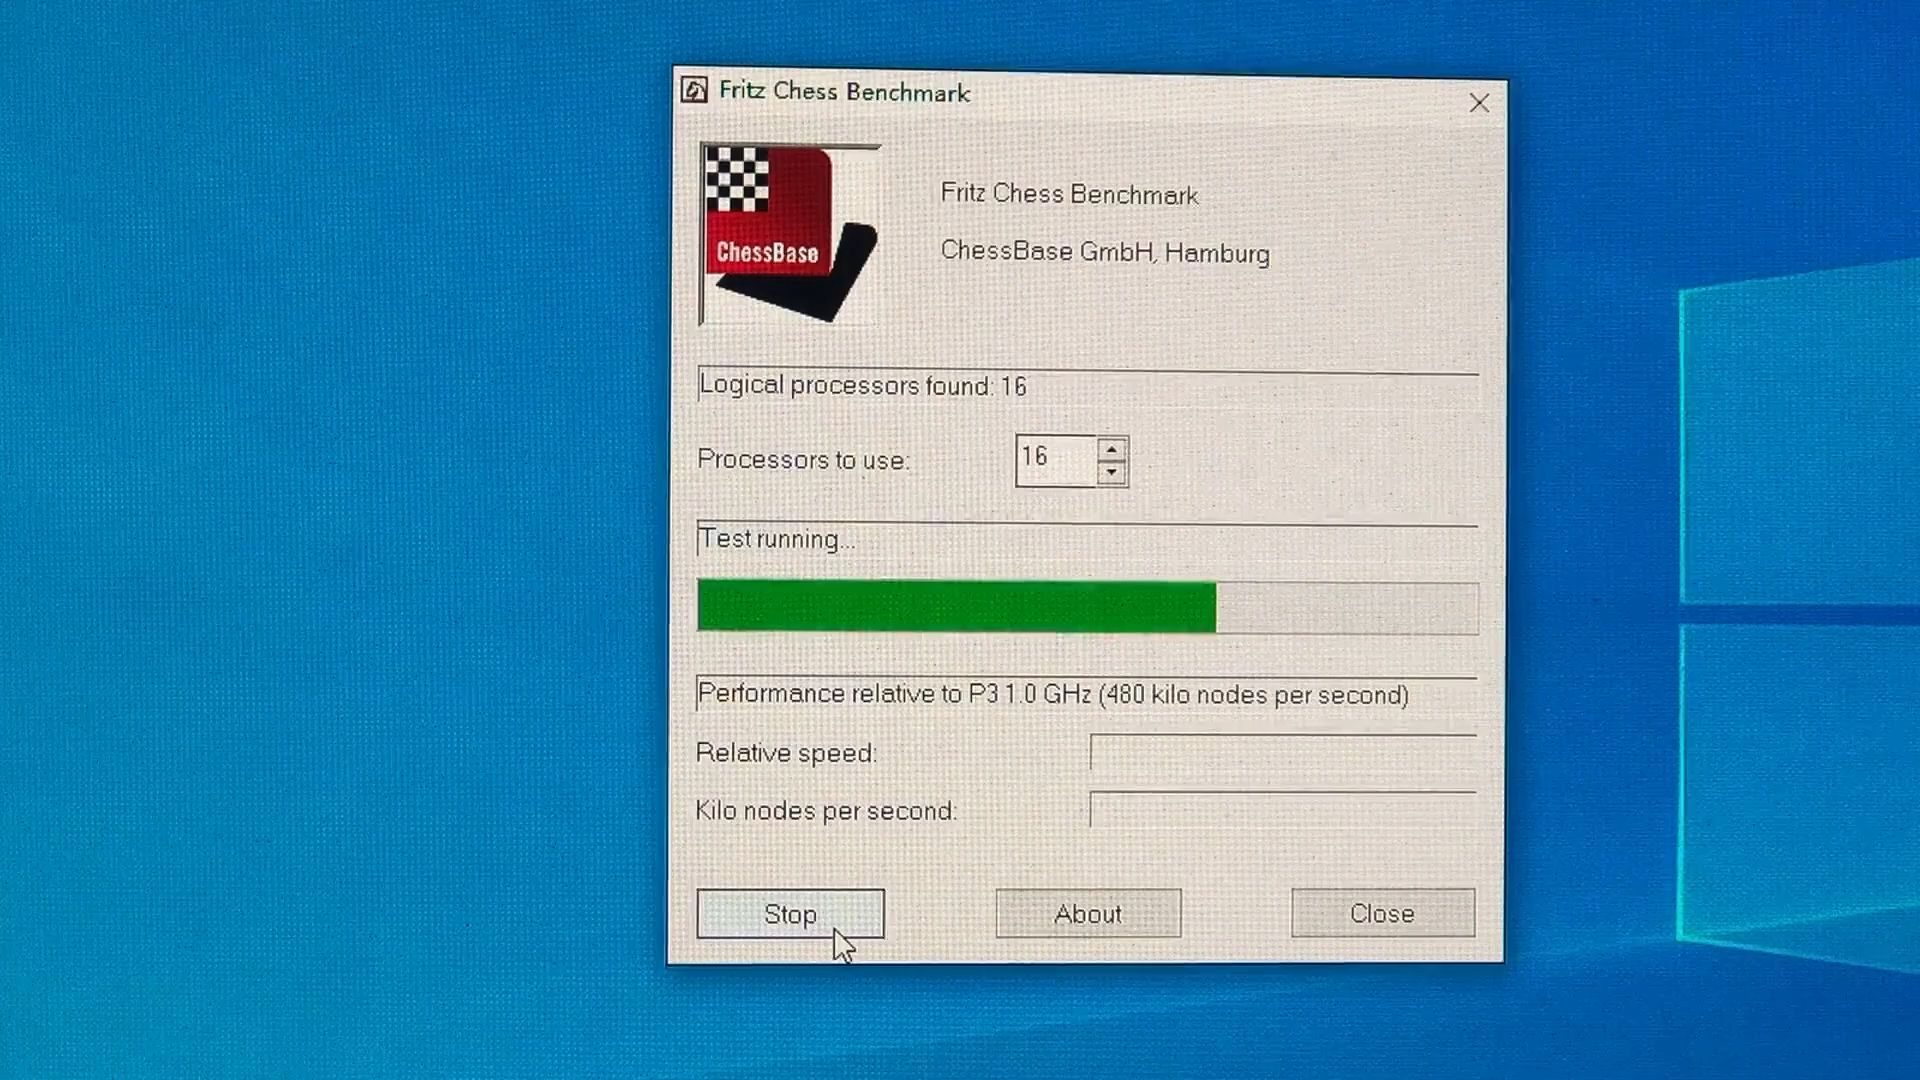 Fritz Chess Benchmark
ChessBase
Fritz Chess Benchmark
ChessBase GmbH, Hamburg
Logical processors found: 16
Processors to use: 16
Test running...
Performance relative to P3 1.0 GHz (480 kilo nodes per second)
Relative speed:
Kilo nodes per second:
Stop About Close